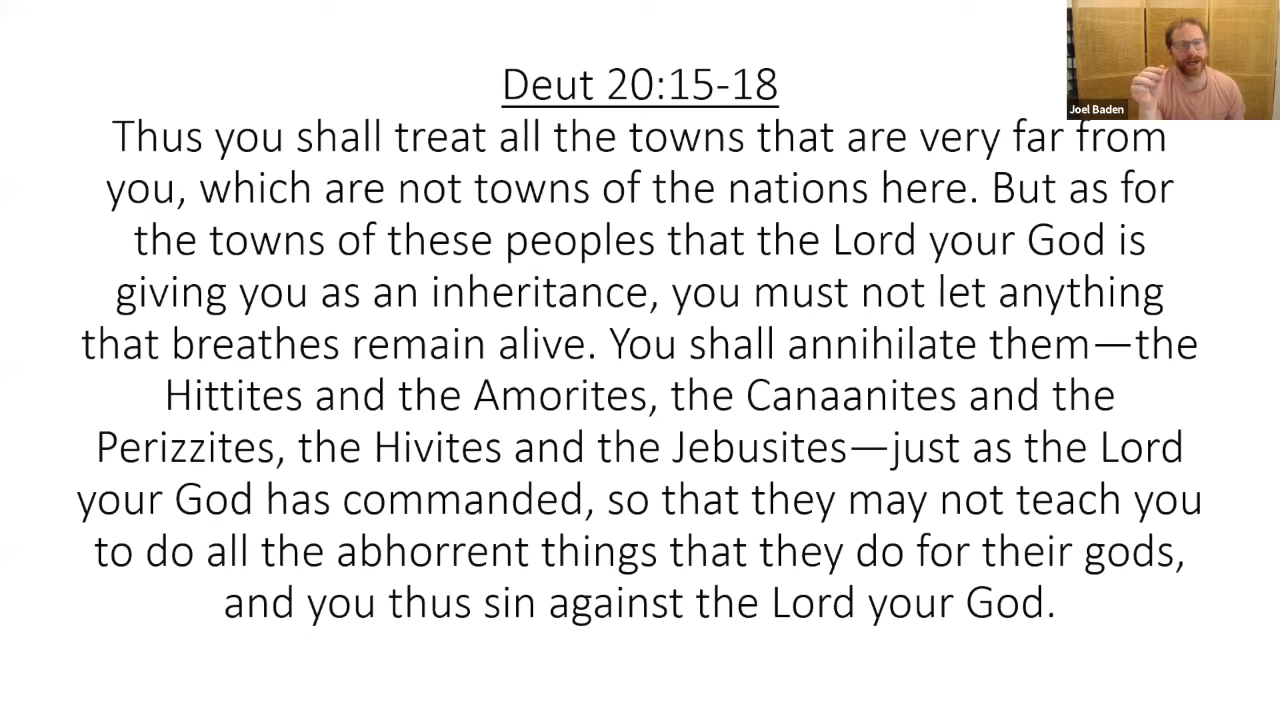 Deut 20:15-18
Thus you shall treat all the towns that are very far from
you, which are not towns of the nations here. But as for
the towns of these peoples that the Lord your God is
giving you as an inheritance, you must not let anything
that breathes remain alive. You shall annihilate them—the
Hittites and the Amorites, the Canaanites and the
Perizzites, the Hivites and the Jebusites—just as the Lord
your God has commanded, so that they may not teach you
to do all the abhorrent things that they do for their gods,
and you thus sin against the Lord your God.
Joel Baden